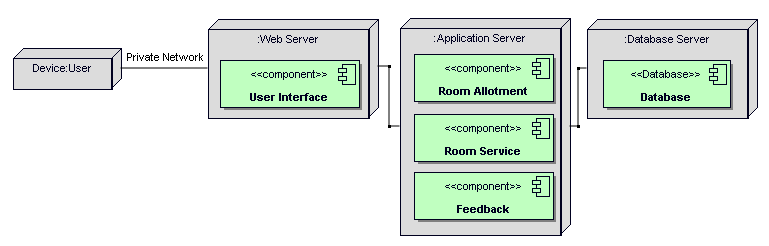 Device:User
Private Network
:Web Server
<<component>>
User Interface
:Application Server
<<component>>
Room Allotment
<<component>>
Room Service
<<component>>
Feedback
:Database Server
<<Database>>
Database